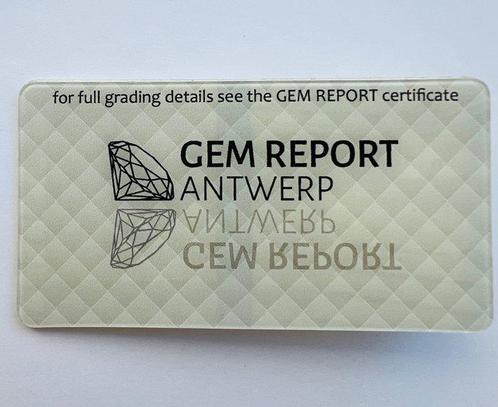 for full grading details see the GEM REPORT certificate
GEM REPORT
ANTWERP
ANTWERP
GEM REPORT